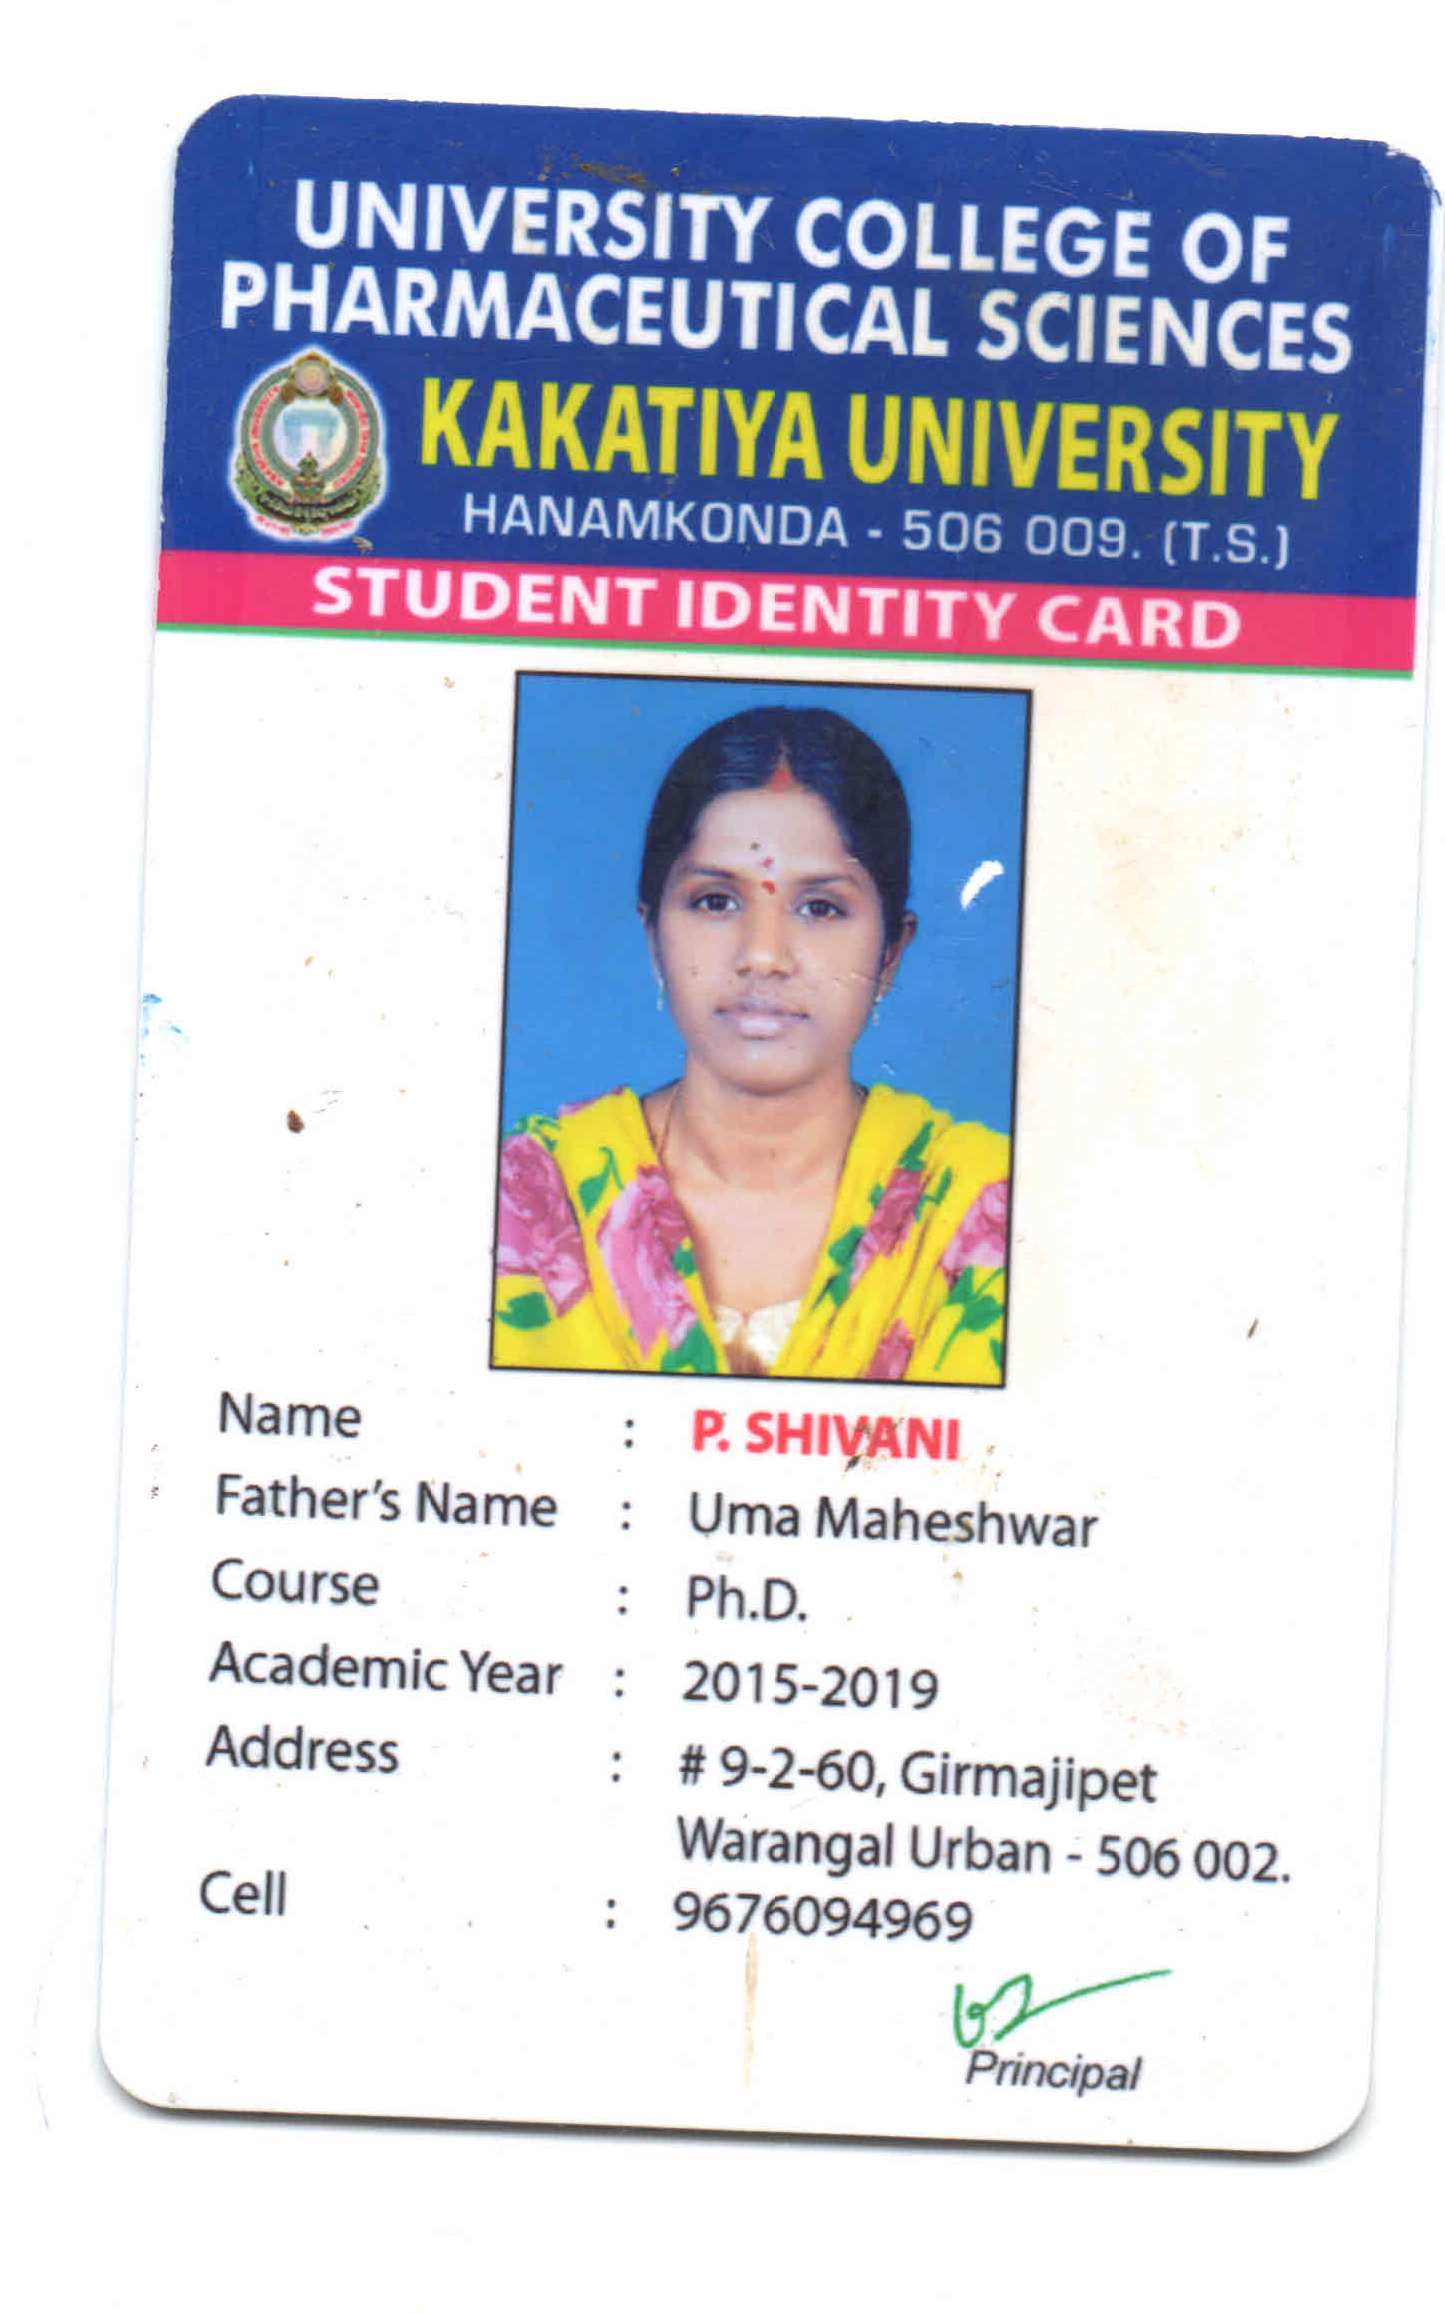 UNIVERSITY COLLEGE OF
PHARMACEUTICAL SCIENCES
KAKATIYA UNIVERSITY
HANAMKONDA - 506 009. (T.S.)
STUDENT IDENTITY CARD
Name : P. SHIVANI
Father's Name : Uma Maheshwar
Course : Ph.D.
Academic Year : 2015-2019
Address : # 9-2-60, Girmajipet
Warangal Urban - 506 002.
Cell : 9676094969
Principal